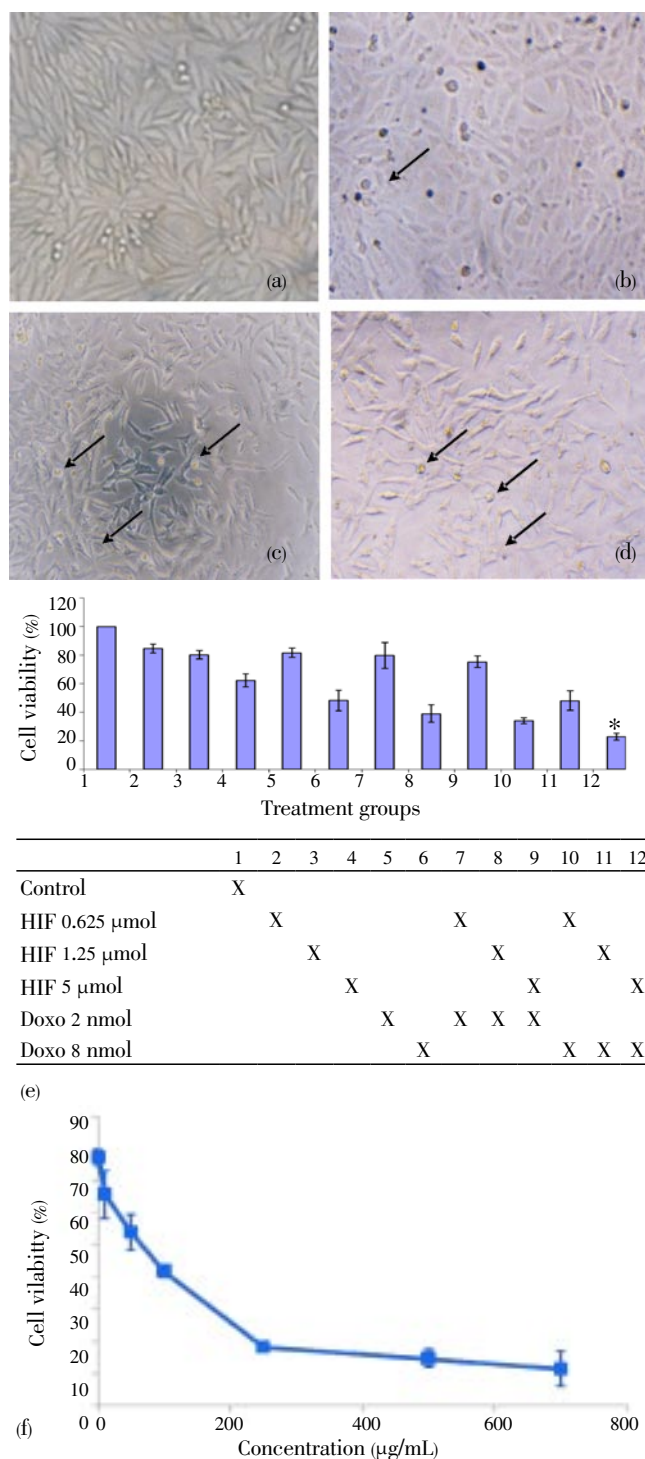 (a)
(b)
(c)
(d)
120
100
80
60
40
20
0
Cell viability (%)
*
1 2 3 4 5 6 7 8 9 10 11 12
Treatment groups
1 2 3 4 5 6 7 8 9 10 11 12
Control X
HIF 0.625 μmol X X X
HIF 1.25 μmol X X X
HIF 5 μmol X X X
Doxo 2 nmol X X X X
Doxo 8 nmol X X X X
(e)
90
80
70
60
50
40
30
20
10
0
Cell vilabitty (%)
0 200 400 600 800
(f)
Concentration (μg/mL)